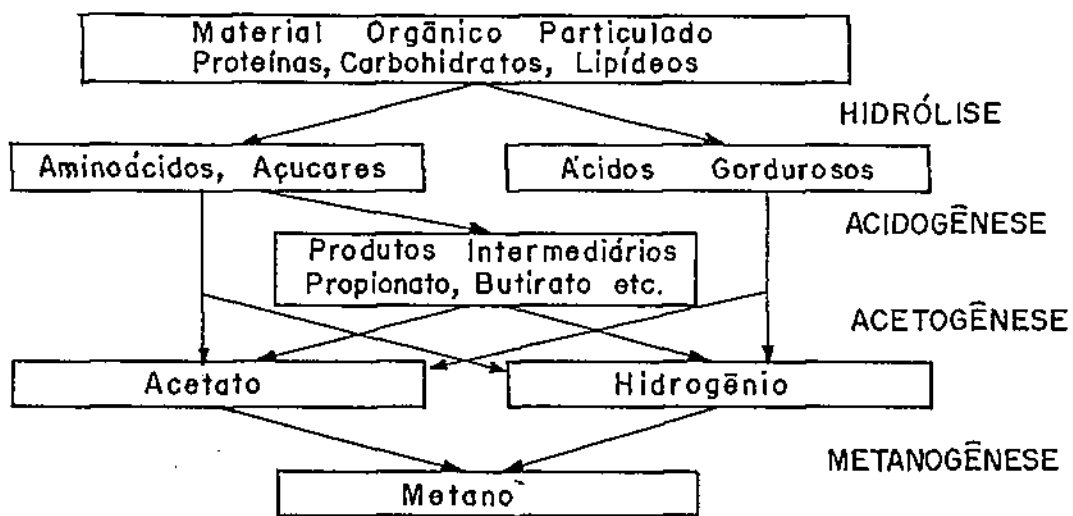 Material Orgânico Particulado
Proteínas, Carbohidratos, Lipídeos
HIDRÓLISE
Aminoácidos, Açucares
Ácidos Gordurosos
ACIDOGÊNESE
Produtos Intermediários
Propionato, Butirato etc.
ACETOGÊNESE
Acetato
Hidrogênio
METANOGÊNESE
Metano